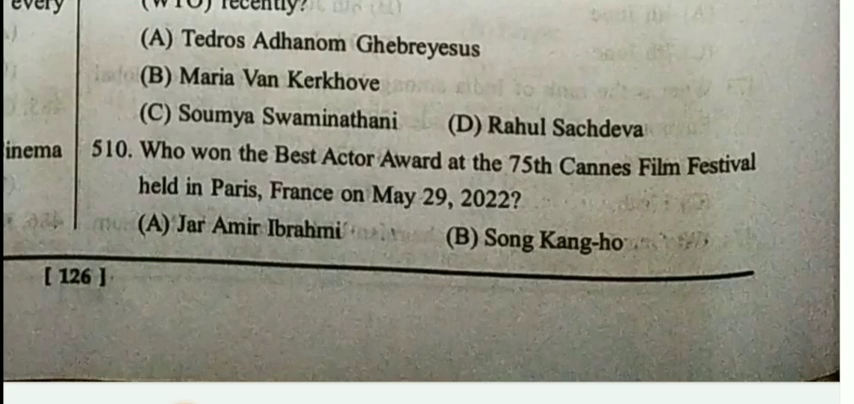 every
(WTO) recently?
(A) Tedros Adhanom Ghebreyesus
(B) Maria Van Kerkhove
(C) Soumya Swaminathani (D) Rahul Sachdeva
inema
510. Who won the Best Actor Award at the 75th Cannes Film Festival
held in Paris, France on May 29, 2022?
(A) Jar Amir Ibrahmi (B) Song Kang-ho
[ 126 ]